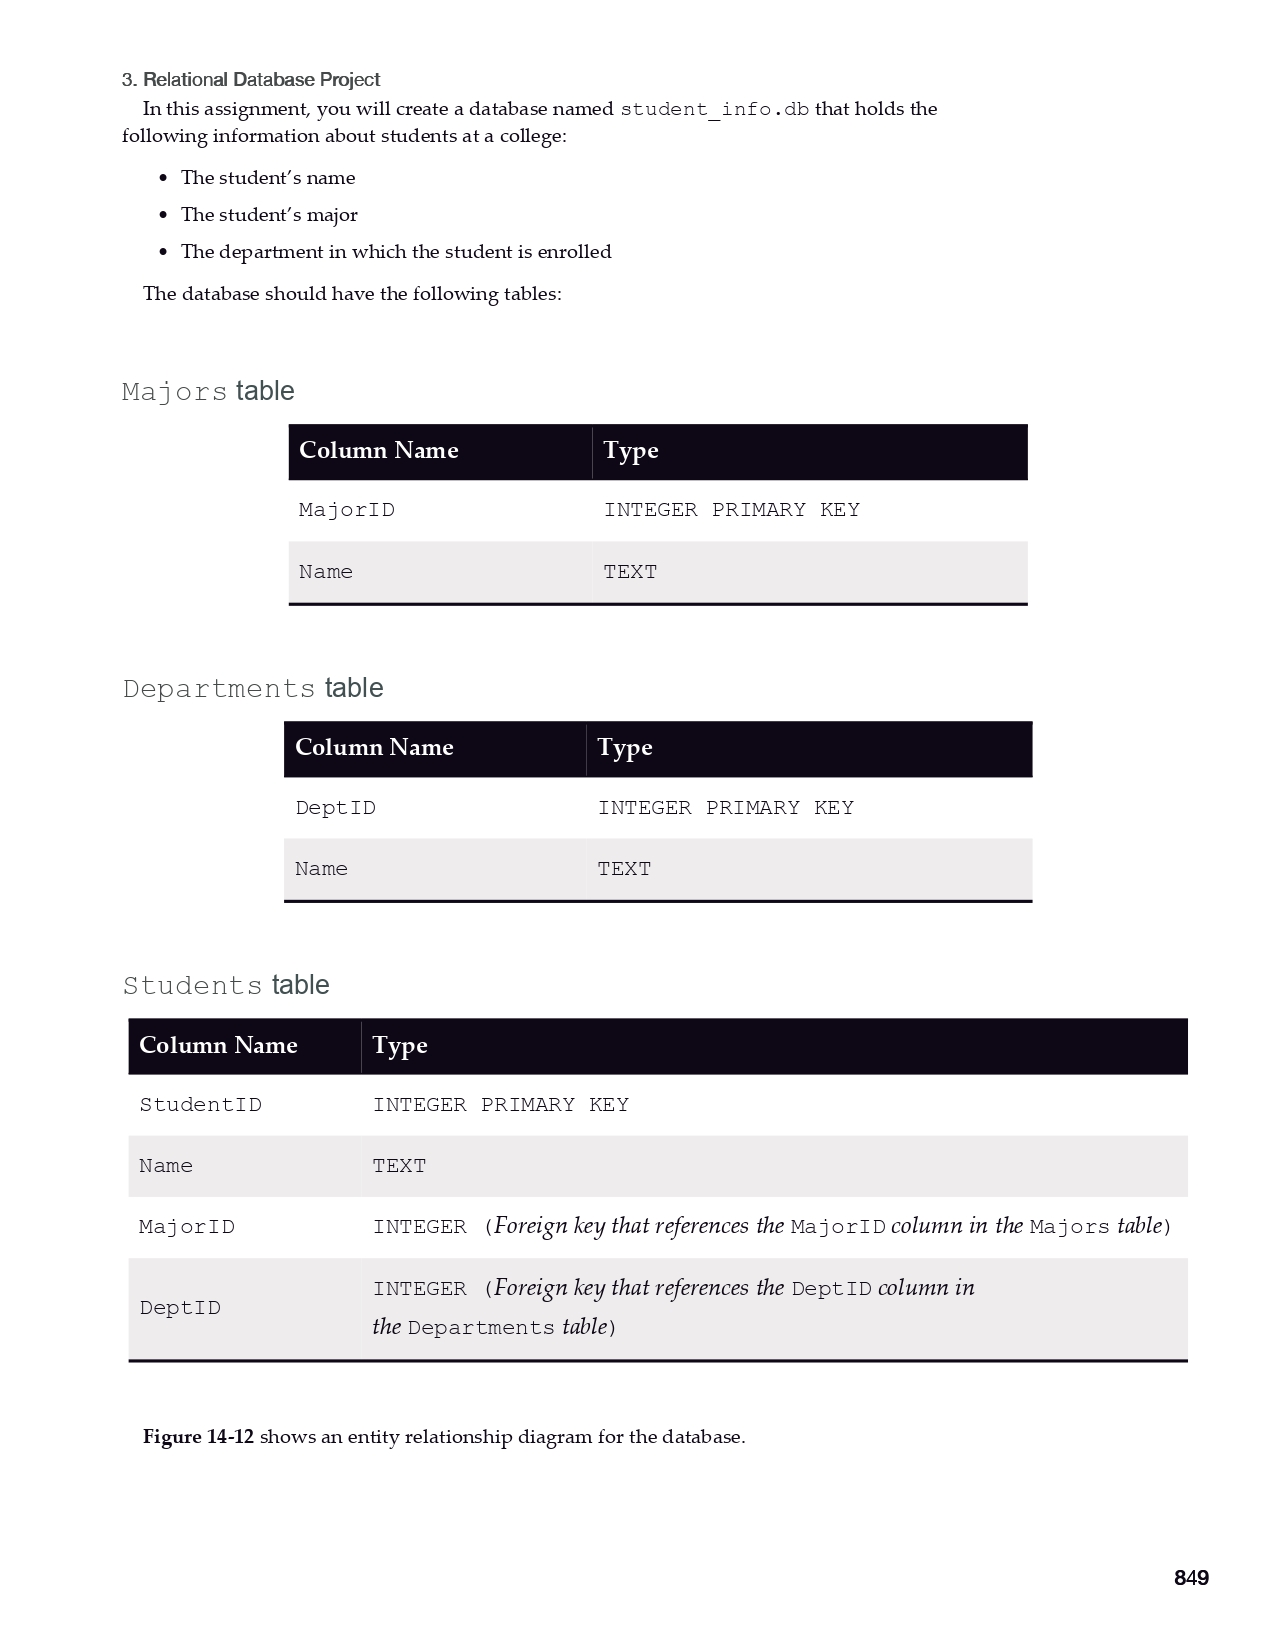 3. Relational Database Project
In this assignment, you will create a database named student_info.db that holds the
following information about students at a college:
• The student’s name
• The student’s major
• The department in which the student is enrolled
The database should have the following tables:
Majors table
Column Name Type
MajorID INTEGER PRIMARY KEY
Name TEXT
Departments table
Column Name Type
DeptID INTEGER PRIMARY KEY
Name TEXT
Students table
Column Name Type
StudentID INTEGER PRIMARY KEY
Name TEXT
MajorID INTEGER (Foreign key that references the MajorID column in the Majors table)
DeptID INTEGER (Foreign key that references the DeptID column in
the Departments table)
Figure 14-12 shows an entity relationship diagram for the database.
849